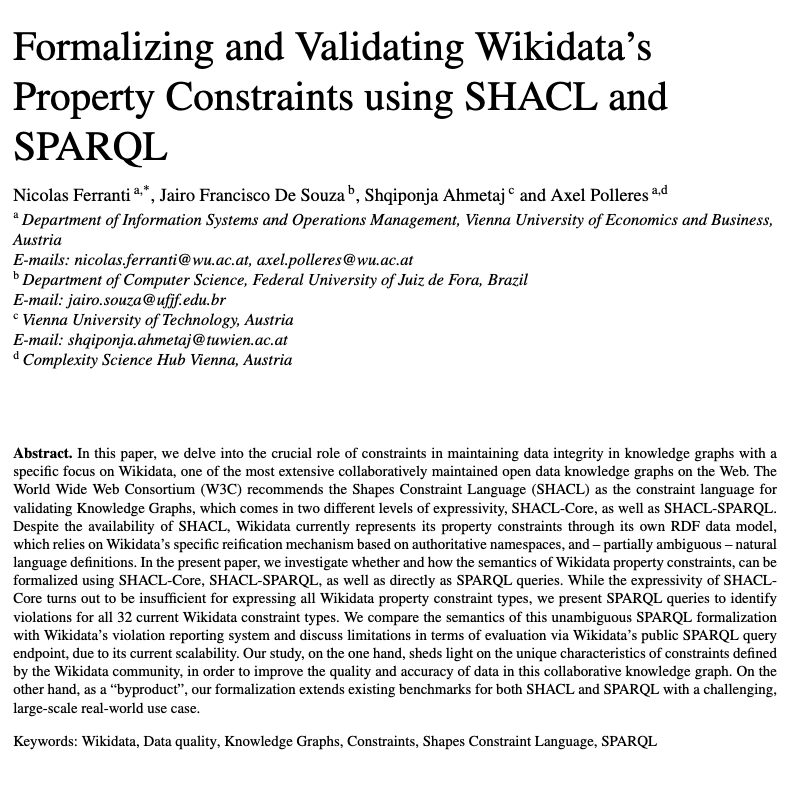 Formalizing and Validating Wikidata's
Property Constraints using SHACL and
SPARQL
Nicolas Ferranti a,*, Jairo Francisco De Souza b, Shqiponja Ahmetaj c and Axel Polleres a,d
a Department of Information Systems and Operations Management, Vienna University of Economics and Business,
Austria
E-mails: nicolas.ferranti@wu.ac.at, axel.polleres@wu.ac.at
b Department of Computer Science, Federal University of Juiz de Fora, Brazil
E-mail: jairo.souza@ufjf.edu.br
c Vienna University of Technology, Austria
E-mail: shqiponja.ahmetaj@tuwien.ac.at
d Complexity Science Hub Vienna, Austria
Abstract. In this paper, we delve into the crucial role of constraints in maintaining data integrity in knowledge graphs with a
specific focus on Wikidata, one of the most extensive collaboratively maintained open data knowledge graphs on the Web. The
World Wide Web Consortium (W3C) recommends the Shapes Constraint Language (SHACL) as the constraint language for
validating Knowledge Graphs, which comes in two different levels of expressivity, SHACL-Core, as well as SHACL-SPARQL.
Despite the availability of SHACL, Wikidata currently represents its property constraints through its own RDF data model,
which relies on Wikidata's specific reification mechanism based on authoritative namespaces, and – partially ambiguous – natural
language definitions. In the present paper, we investigate whether and how the semantics of Wikidata property constraints, can be
formalized using SHACL-Core, SHACL-SPARQL, as well as directly as SPARQL queries. While the expressivity of SHACL-
Core turns out to be insufficient for expressing all Wikidata property constraint types, we present SPARQL queries to identify
violations for all 32 current Wikidata constraint types. We compare the semantics of this unambiguous SPARQL formalization
with Wikidata's violation reporting system and discuss limitations in terms of evaluation via Wikidata's public SPARQL query
endpoint, due to its current scalability. Our study, on the one hand, sheds light on the unique characteristics of constraints defined
by the Wikidata community, in order to improve the quality and accuracy of data in this collaborative knowledge graph. On the
other hand, as a “byproduct”, our formalization extends existing benchmarks for both SHACL and SPARQL with a challenging,
large-scale real-world use case.
Keywords: Wikidata, Data quality, Knowledge Graphs, Constraints, Shapes Constraint Language, SPARQL